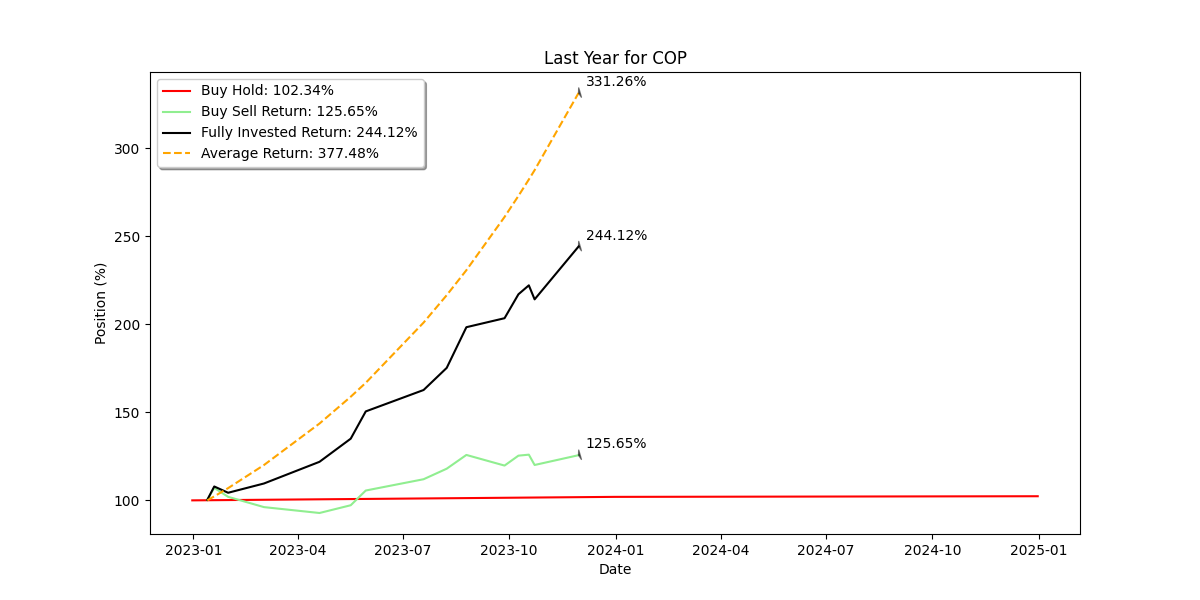 Last Year for COP
Buy Hold: 102.34%
Buy Sell Return: 125.65%
Fully Invested Return: 244.12%
Average Return: 377.48%
331.26%
244.12%
125.65%
Position (%)
300
250
200
150
100
2023-01 2023-04 2023-07 2023-10 2024-01 2024-04 2024-07 2024-10 2025-01
Date